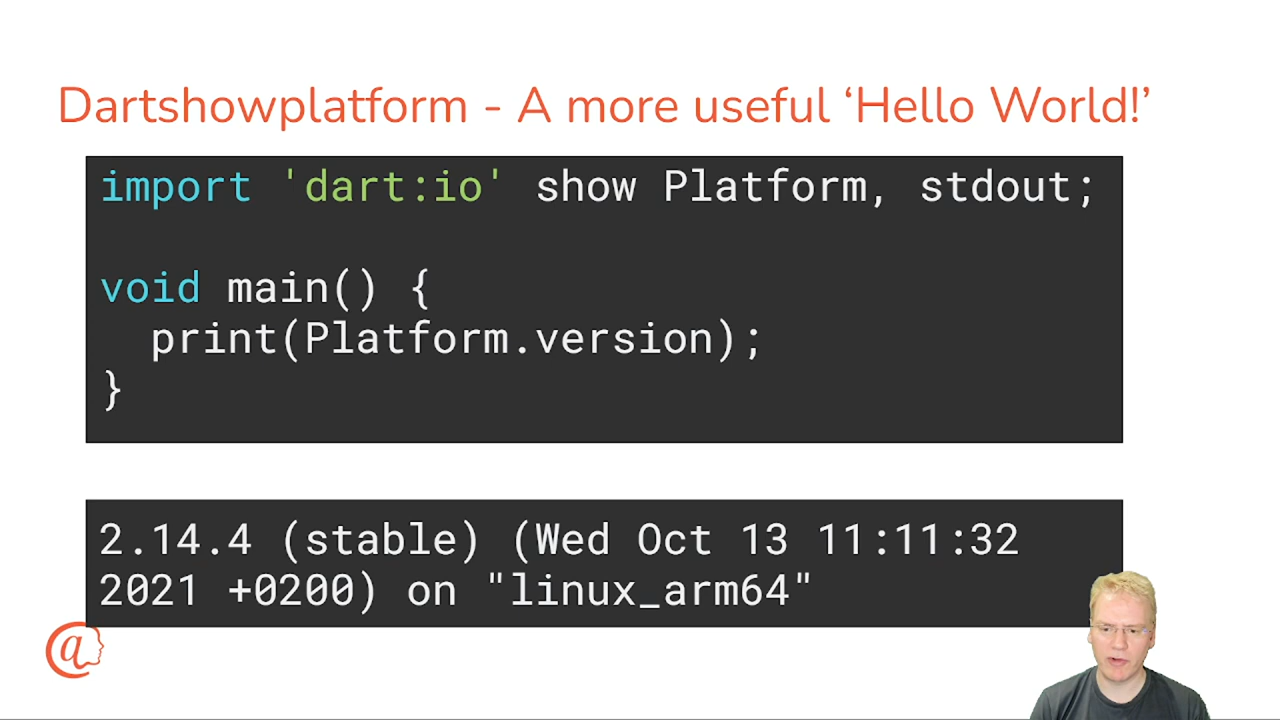 Dartshowplatform - A more useful ‘Hello World!’
import 'dart:io' show Platform, stdout;
void main() {
  print(Platform.version);
}
2.14.4 (stable) (Wed Oct 13 11:11:32
2021 +0200) on "linux_arm64"
@